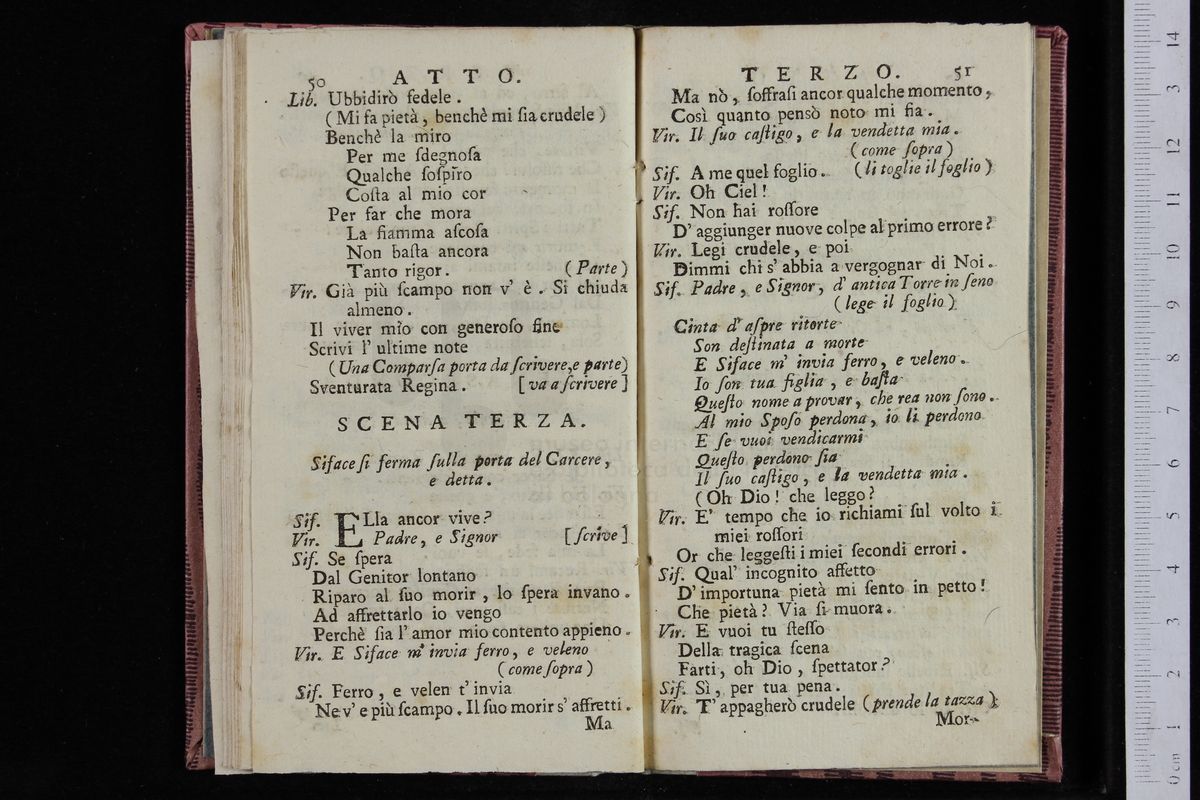 50 ATTO.
Lib. Ubbidirò fedele.
(Mi fa pietà, benchè mi ſia crudele)
Benchè la miro
Per me ſdegnoſa
Qualche ſoſpiro
Coſta al mio cor
Per far che mora
La fiamma aſcoſa
Non baſta ancora
Tanto rigor. (Parte)
Vir. Già più ſcampo non v' è. Si chiuda
almeno.
Il viver mio con generoſo fine
Scrivi l' ultime note
(Una Comparſa porta da ſcrivere, e parte)
Sventurata Regina. [va a ſcrivere]
SCENA TERZA.
Siface ſi ferma ſulla porta del Carcere,
e detta.
Sif. ELla ancor vive?
Vir. Padre, e Signor [ſcrive]
Sif. Se ſpera
Dal Genitor lontano
Riparo al ſuo morir, lo ſpera invano.
Ad affrettarlo io vengo
Perchè ſia l' amor mio contento appieno.
Vir. E Siface m' invia ferro, e veleno
(come ſopra)
Sif. Ferro, e velen t' invia
Ne v' e più ſcampo. Il ſuo morir s' affretti.
Ma
TERZO. 51
Ma nò, ſoffraſi ancor qualche momento,
Così quanto pensò noto mi fia.
Vir. Il ſuo caſtigo, e la vendetta mia.
(come ſopra)
Sif. A me quel foglio. (li toglie il foglio)
Vir. Oh Ciel!
Sif. Non hai roſſore
D' aggiunger nuove colpe al primo errore?
Vir. Legi crudele, e poi
Dimmi chi s' abbia a vergognar di Noi.
Sif. Padre, e Signor, d' antica Torre in ſeno
(lege il foglio)
Cinta d' aſpre ritorte
Son deſtinata a morte
E Siface m' invia ferro, e veleno.
Io ſon tua figlia, e baſta
Queſto nome a provar, che rea non ſono.
Al mio Spoſo perdona, io li perdono
E ſe vuoi vendicarmi
Queſto perdono ſia
Il ſuo caſtigo, e la vendetta mia.
(Oh Dio! che leggo?
Vir. E' tempo che io richiami ſul volto i
miei roſſori
Or che leggeſti i miei ſecondi errori.
Sif. Qual' incognito affetto
D' importuna pietà mi ſento in petto!
Che pietà? Via ſi muora.
Vir. E vuoi tu ſteſſo
Della tragica ſcena
Farti, oh Dio, ſpettator?
Sif. Sì, per tua pena.
Vir. T' appagherò crudele (prende la tazza)
Mor-
14
13
12
11
10
9
8
7
6
5
4
3
2
1
0 cm